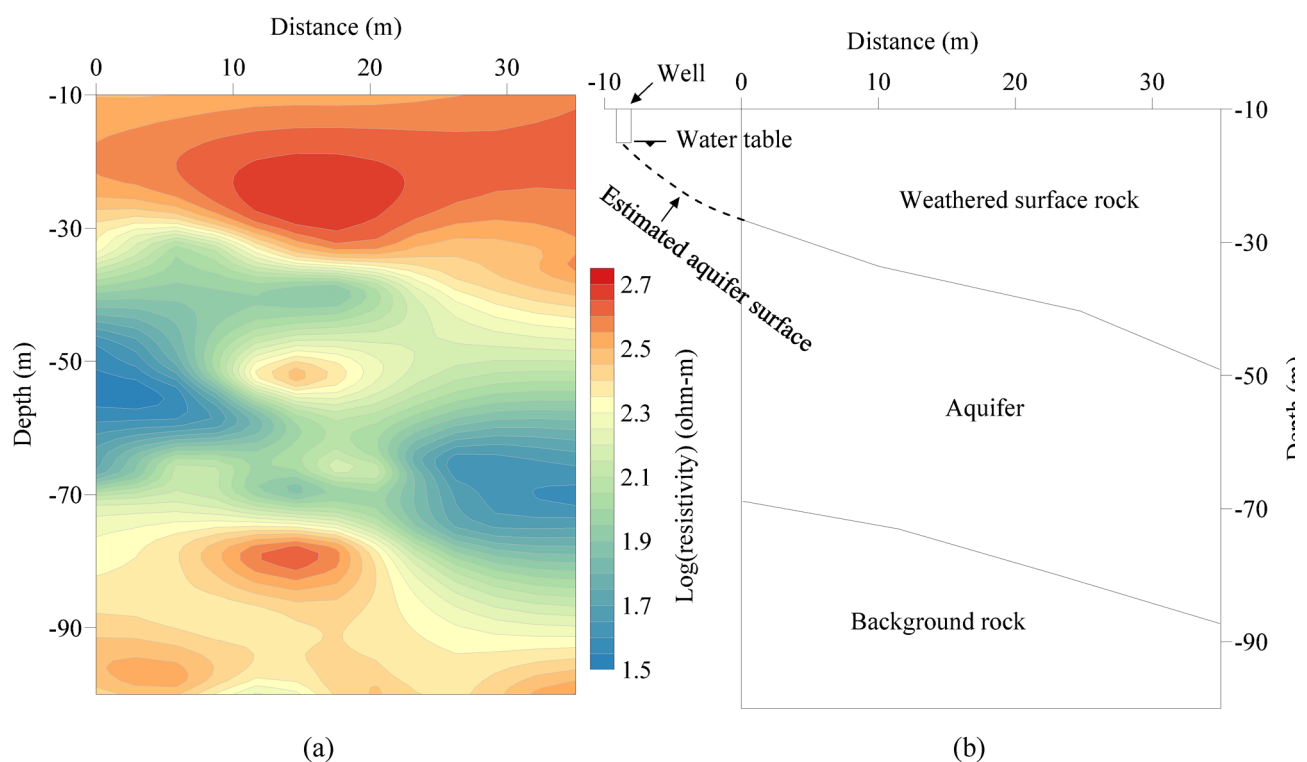 Distance (m)
0 10 20 30
-10
-30
-50
-70
-90
Depth (m)
2.7
2.5
2.3
2.1
1.9
1.7
1.5
Log(resistivity) (ohm-m)
(a)
Distance (m)
-10 0 10 20 30
Well
Water table
Estimated aquifer surface
Weathered surface rock
Aquifer
Background rock
-10
-30
-50
-70
-90
Depth (m)
(b)